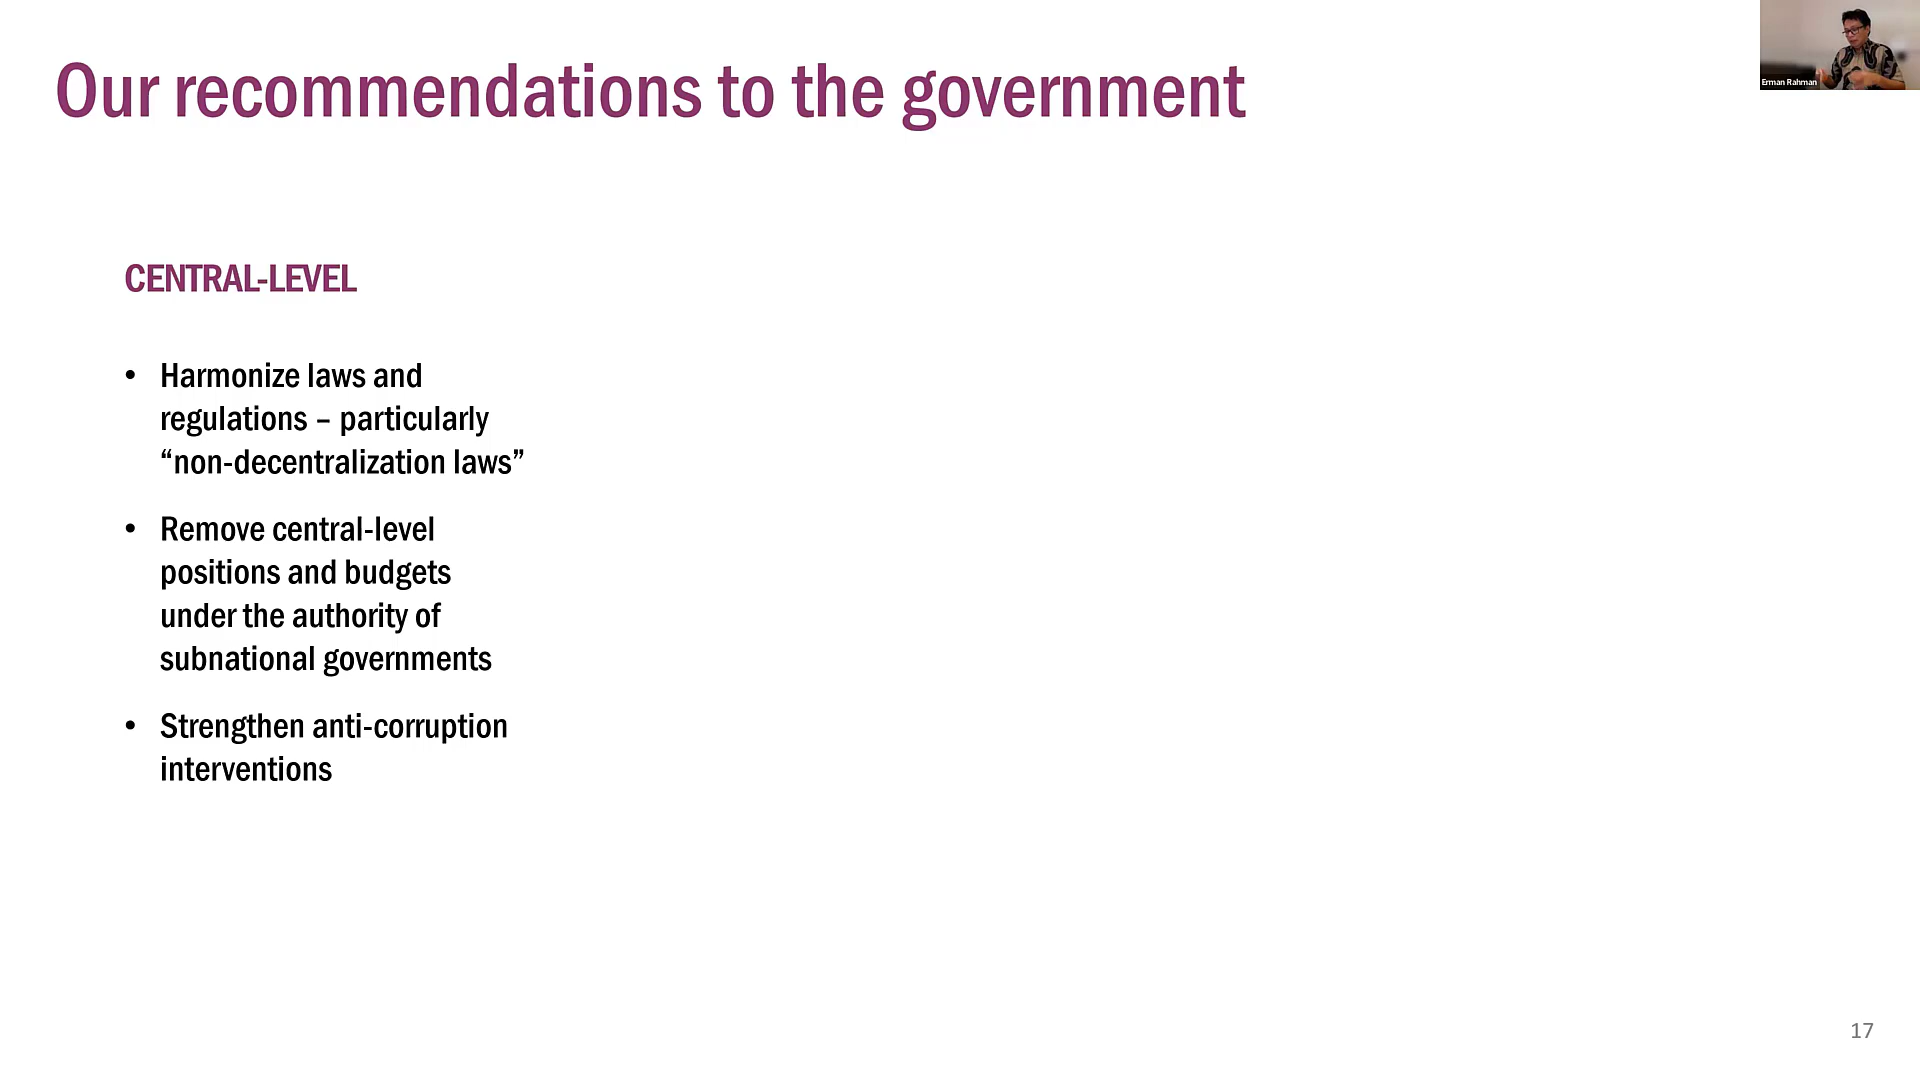 Our recommendations to the government
Erman Rahman
CENTRAL-LEVEL
• Harmonize laws and
regulations – particularly
“non-decentralization laws”
• Remove central-level
positions and budgets
under the authority of
subnational governments
• Strengthen anti-corruption
interventions
17